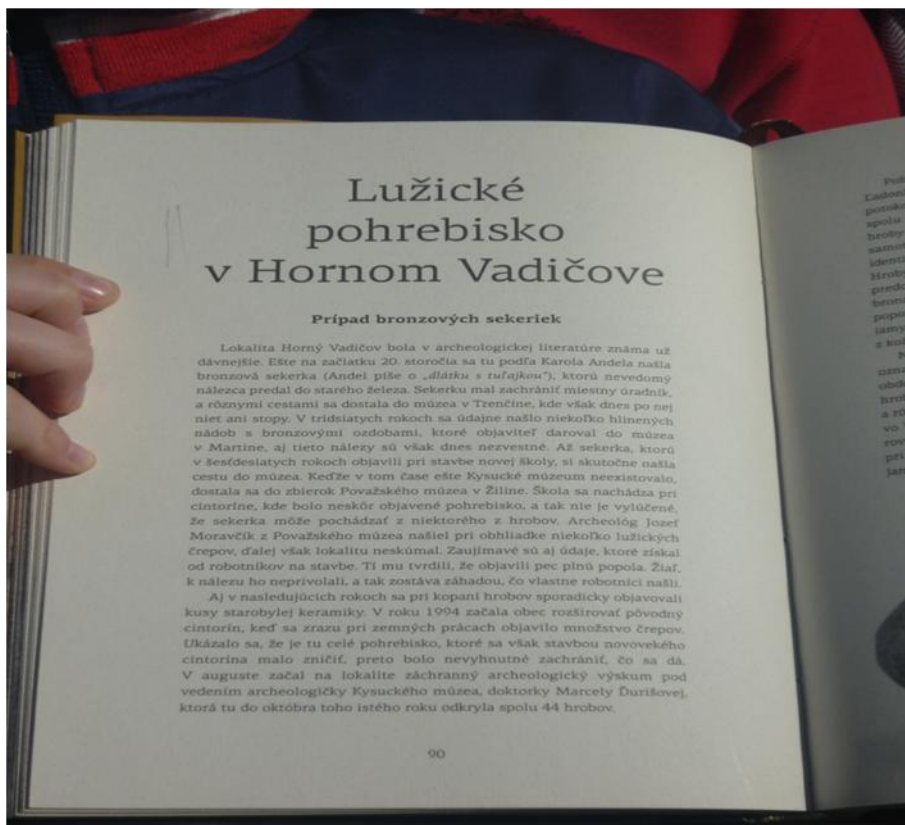 Lužické
pohrebisko
v Hornom Vadičove
Prípad bronzových sekeriek
Lokalita Horný Vadičov bola v archeologickej literatúre známa už
dávnejšie. Ešte na začiatku 20. storočia sa tu podľa Karola Andela našla
bronzová sekerka (Andel píše o „dlátku s tuľajkou“), ktorú nevedomý
nálezca predal do starého železa. Sekerku mal zachrániť miestny úradník,
a rôznymi cestami sa dostala do múzea v Trenčíne, kde však dnes po nej
niet ani stopy. V tridsiatych rokoch sa údajne našlo niekoľko hlinených
nádob s bronzovými ozdobami, ktoré objaviteľ daroval do múzea
v Martine, aj tieto nálezy sú však dnes nezvestné. Až sekerka, ktorú
v šesťdesiatych rokoch objavili pri stavbe novej školy, si skutočne našla
cestu do múzea. Keďže v tom čase ešte Kysucké múzeum neexistovalo,
dostala sa do zbierok Považského múzea v Žiline. Škola sa nachádza pri
cintoríne, kde bolo neskôr objavené pohrebisko, a tak nie je vylúčené,
že sekerka môže pochádzať z niektorého z hrobov. Archeológ Jozef
Moravčík z Považského múzea našiel pri obhliadke niekoľko lužických
črepov, ďalej však lokalitu neskúmal. Zaujímavé sú aj údaje, ktoré získal
od robotníkov na stavbe. Tí mu tvrdili, že objavili pec plnú popola. Žiaľ,
k nálezu ho neprivolali, a tak zostáva záhadou, čo vlastne robotníci našli.
Aj v nasledujúcich rokoch sa pri kopaní hrobov sporadicky objavovali
kusy starobylej keramiky. V roku 1994 začala obec rozširovať pôvodný
cintorín, keď sa zrazu pri zemných prácach objavilo množstvo črepov.
Ukázalo sa, že je tu celé pohrebisko, ktoré sa však stavbou novovekého
cintorína malo zničiť, preto bolo nevyhnutné zachrániť, čo sa dá.
V auguste začal na lokalite záchranný archeologický výskum pod
vedením archeologičky Kysuckého múzea, doktorky Marcely Ďurišovej,
ktorá tu do októbra toho istého roku odkryla spolu 44 hrobov.
90
potoka
spolu
hroby
Hroby
z kol